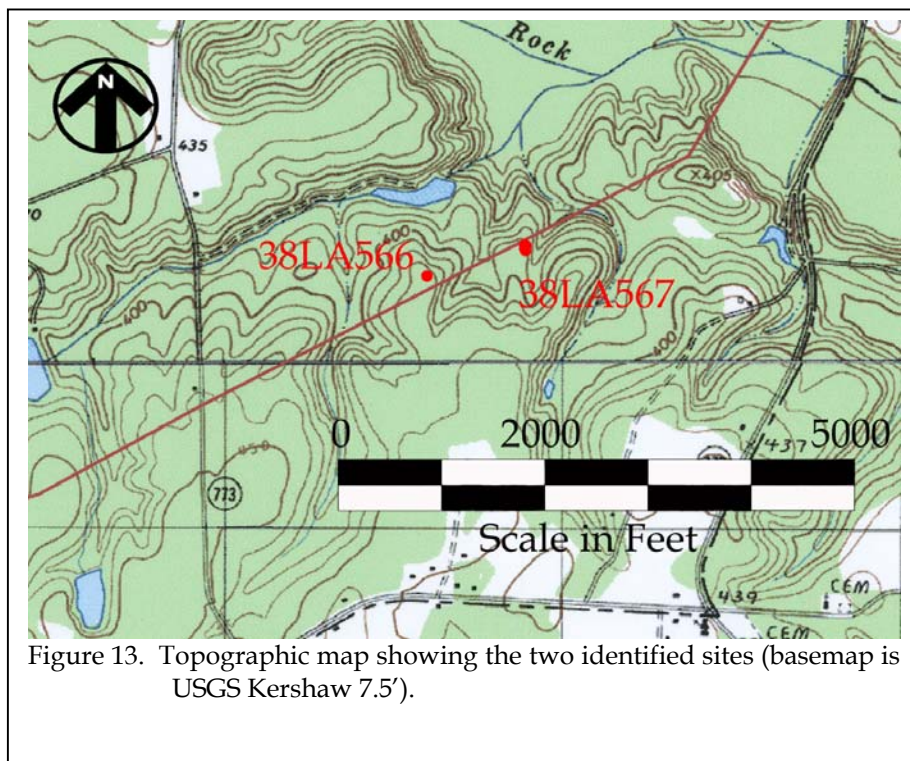 Rock
N
435
X405
400
38LA566
38LA567
400
400
0 2000 5000
437
450
773
Scale in Feet
439
CEM
CEM
Figure 13. Topographic map showing the two identified sites (basemap is
USGS Kershaw 7.5’).